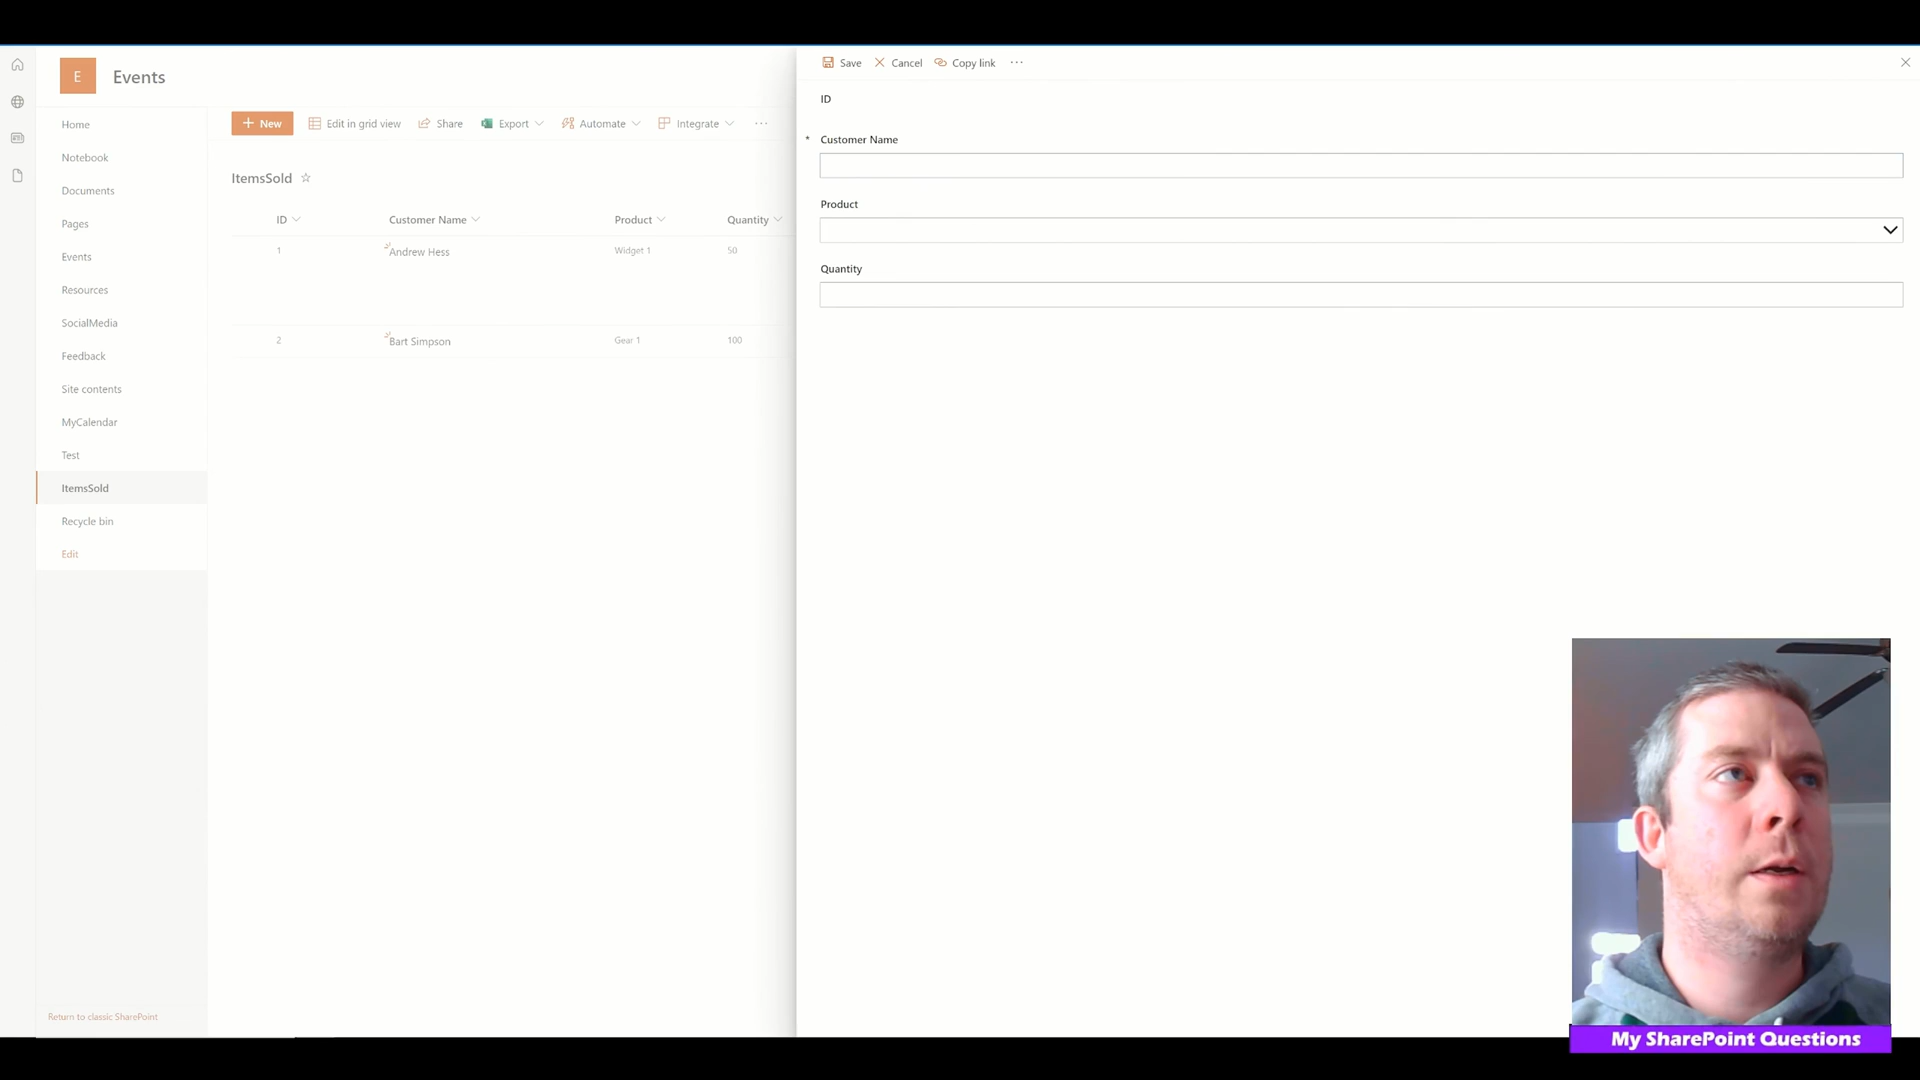 E
Events
Home
Notebook
Documents
Pages
Events
Resources
SocialMedia
Feedback
Site contents
MyCalendar
Test
ItemsSold
Recycle bin
Edit
Return to classic SharePoint
New
Edit in grid view
Share
Export
Automate
Integrate
ItemsSold
ID Customer Name Product Quantity
1 Andrew Hess Widget 1 50
2 Bart Simpson Gear 1 100
Save Cancel Copy link
ID
* Customer Name
Product
Quantity
My SharePoint Questions